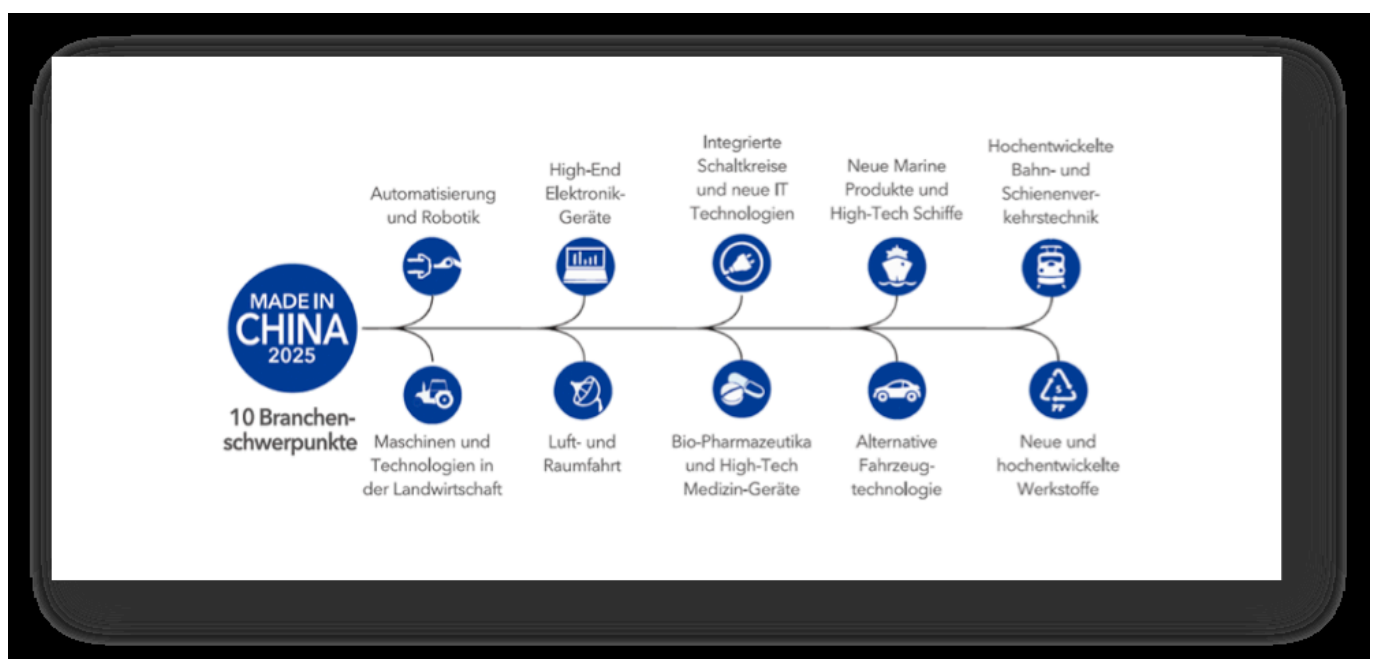 MADE IN
CHINA
2025
10 Branchen-
schwerpunkte
Automatisierung
und Robotik
High-End
Elektronik-
Geräte
Integrierte
Schaltkreise
und neue IT
Technologien
Neue Marine
Produkte und
High-Tech Schiffe
Hochentwickelte
Bahn- und
Schienenver-
kehrstechnik
Maschinen und
Technologien in
der Landwirtschaft
Luft- und
Raumfahrt
Bio-Pharmazeutika
und High-Tech
Medizin-Geräte
Alternative
Fahrzeug-
technologie
5
PP
Neue und
hochentwickelte
Werkstoffe